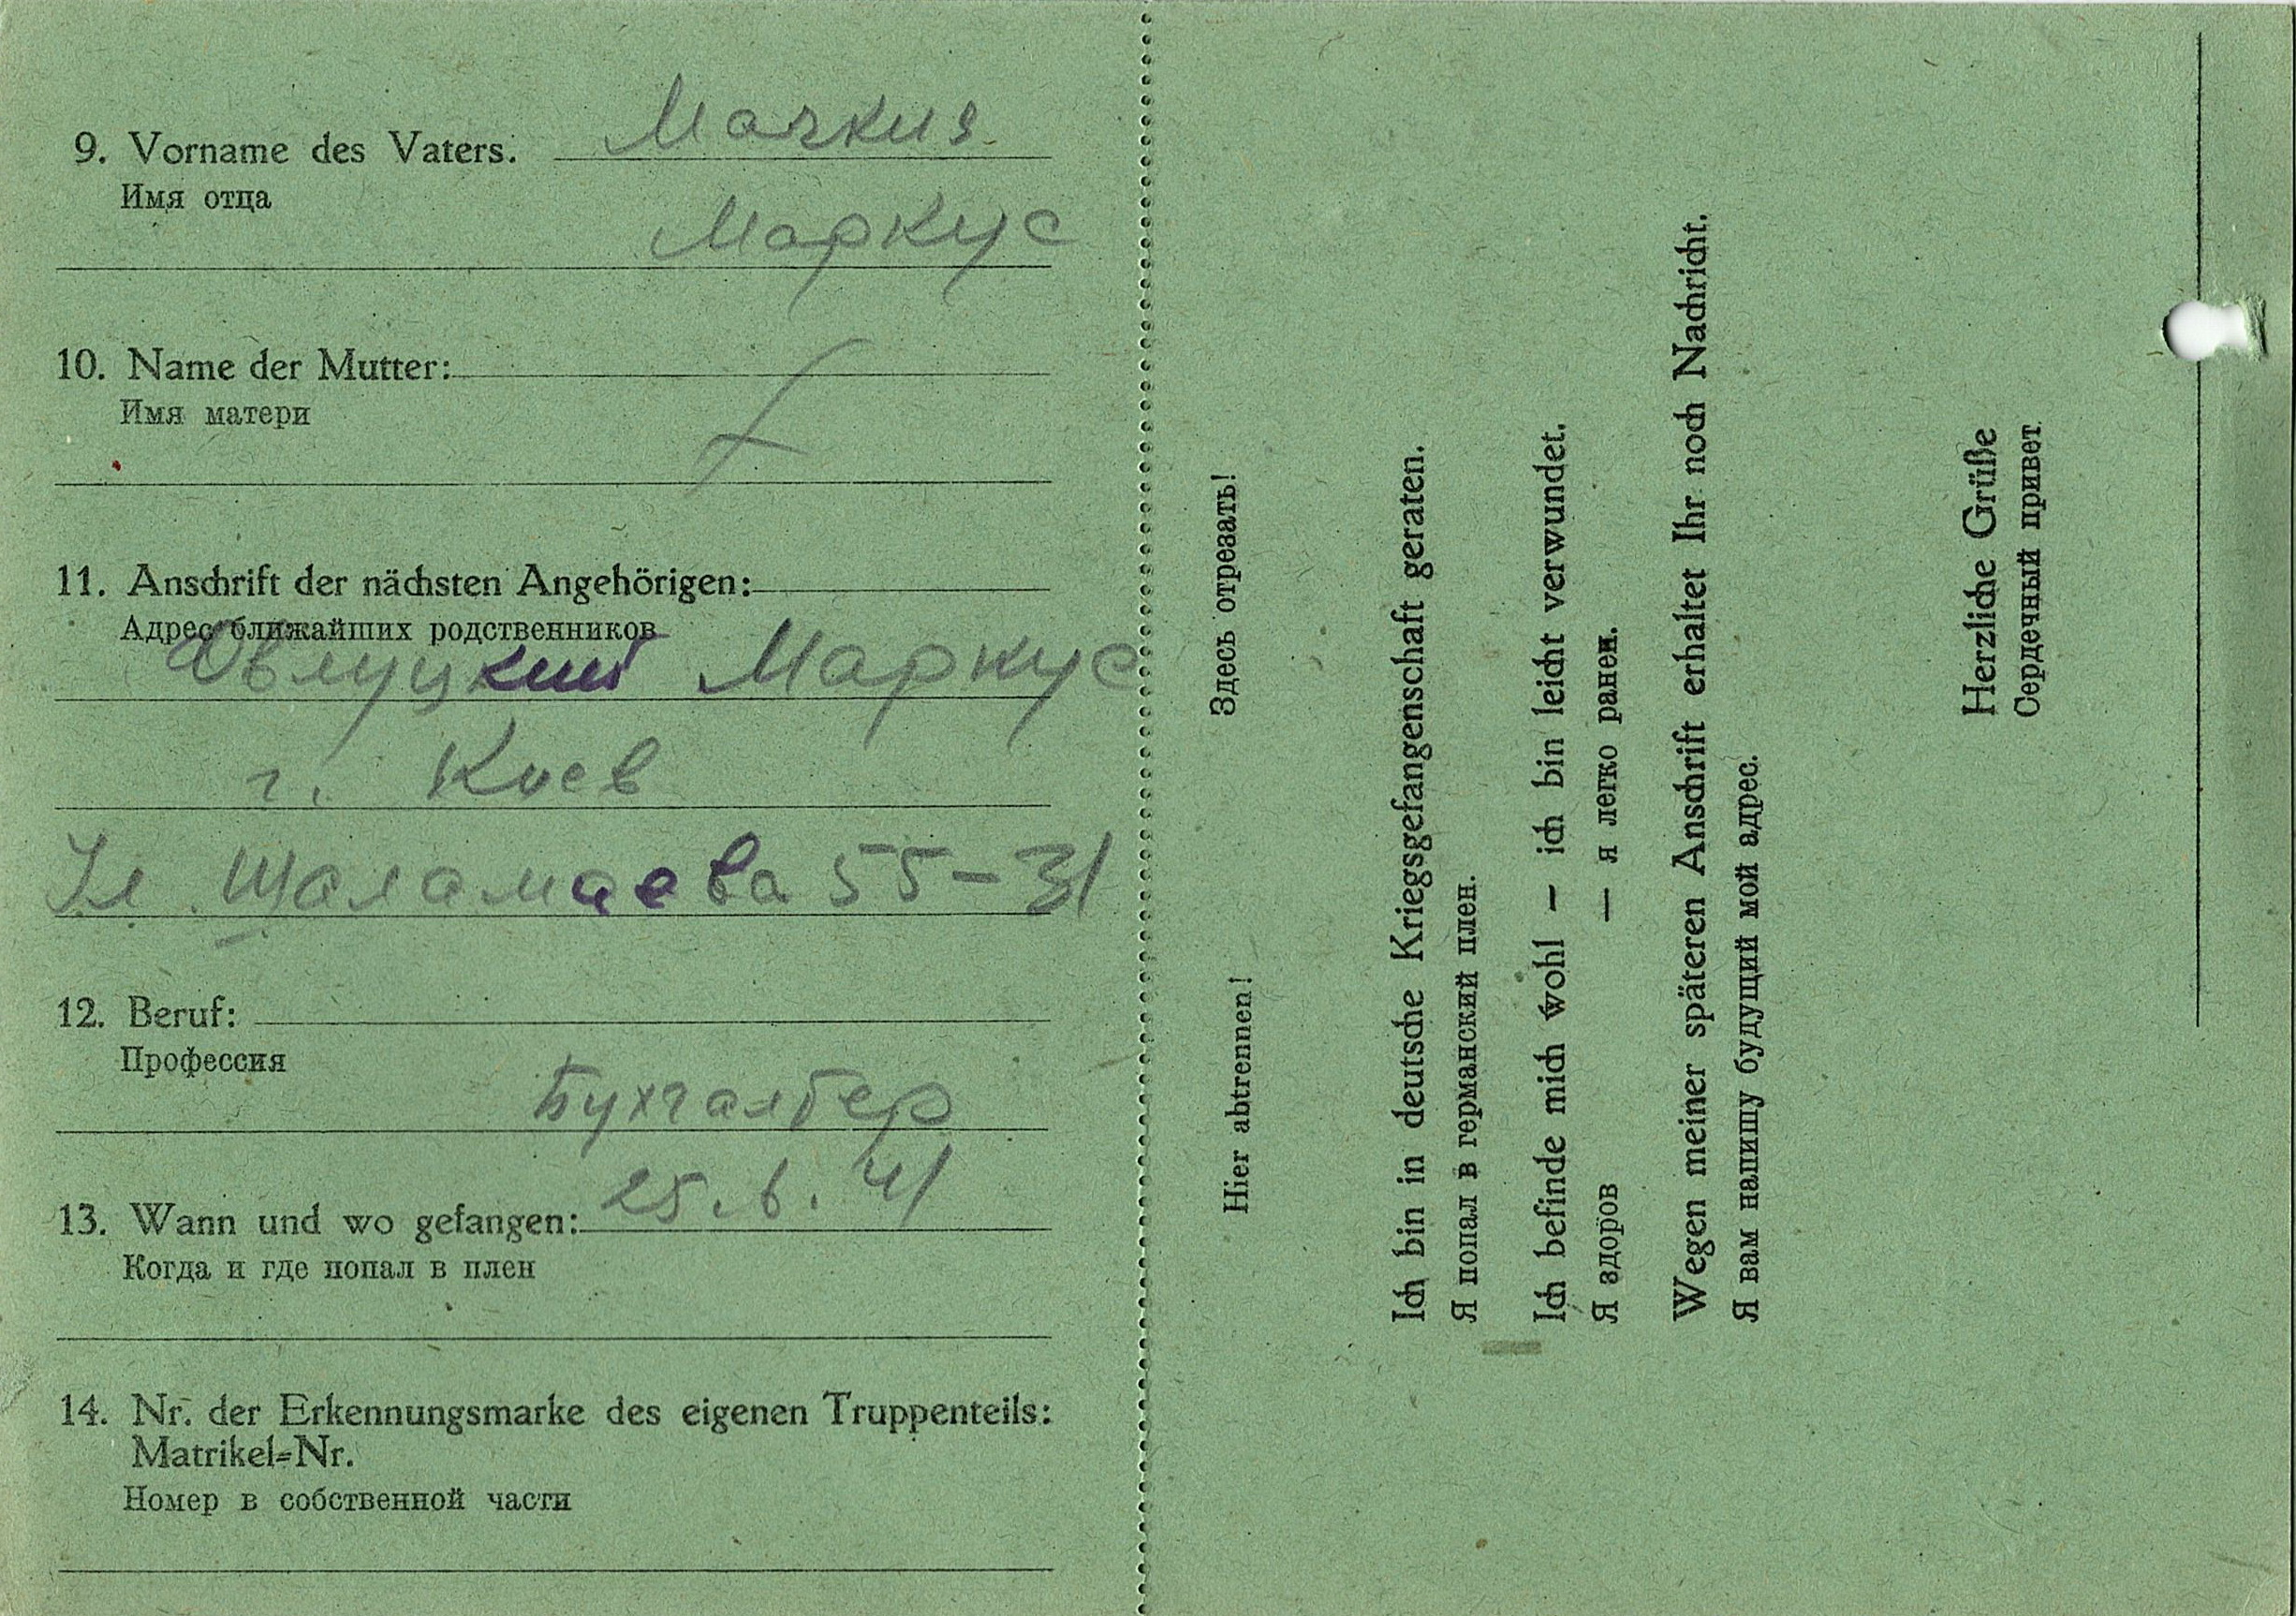 9. Vorname des Vaters:
Имя отца
Маркус
10. Name der Mutter:
Имя матери
11. Anschrift der nächsten Angehörigen:
Адрес ближайших родственников
Маркус
г. Киев
Ул. 55-31
12. Beruf:
Профессия
Бухгалтер
25.6.41
13. Wann und wo gefangen:
Когда и где попал в плен
14. Nr. der Erkennungsmarke des eigenen Truppenteils:
Matrikel=Nr.
Номер в собственной части
Hier abtrennen! Здесь отрезать!
Ich bin in deutsche Kriegsgefangenschaft geraten.
Я попал в германский плен.
Ich befinde mich wohl – ich bin leicht verwundet.
Я здоров — я легко ранен.
Wegen meiner späteren Anschrift erhaltet Ihr noch Nachricht.
Я вам напишу будущий мой адрес.
Herzliche Grüße
Сердечный привет